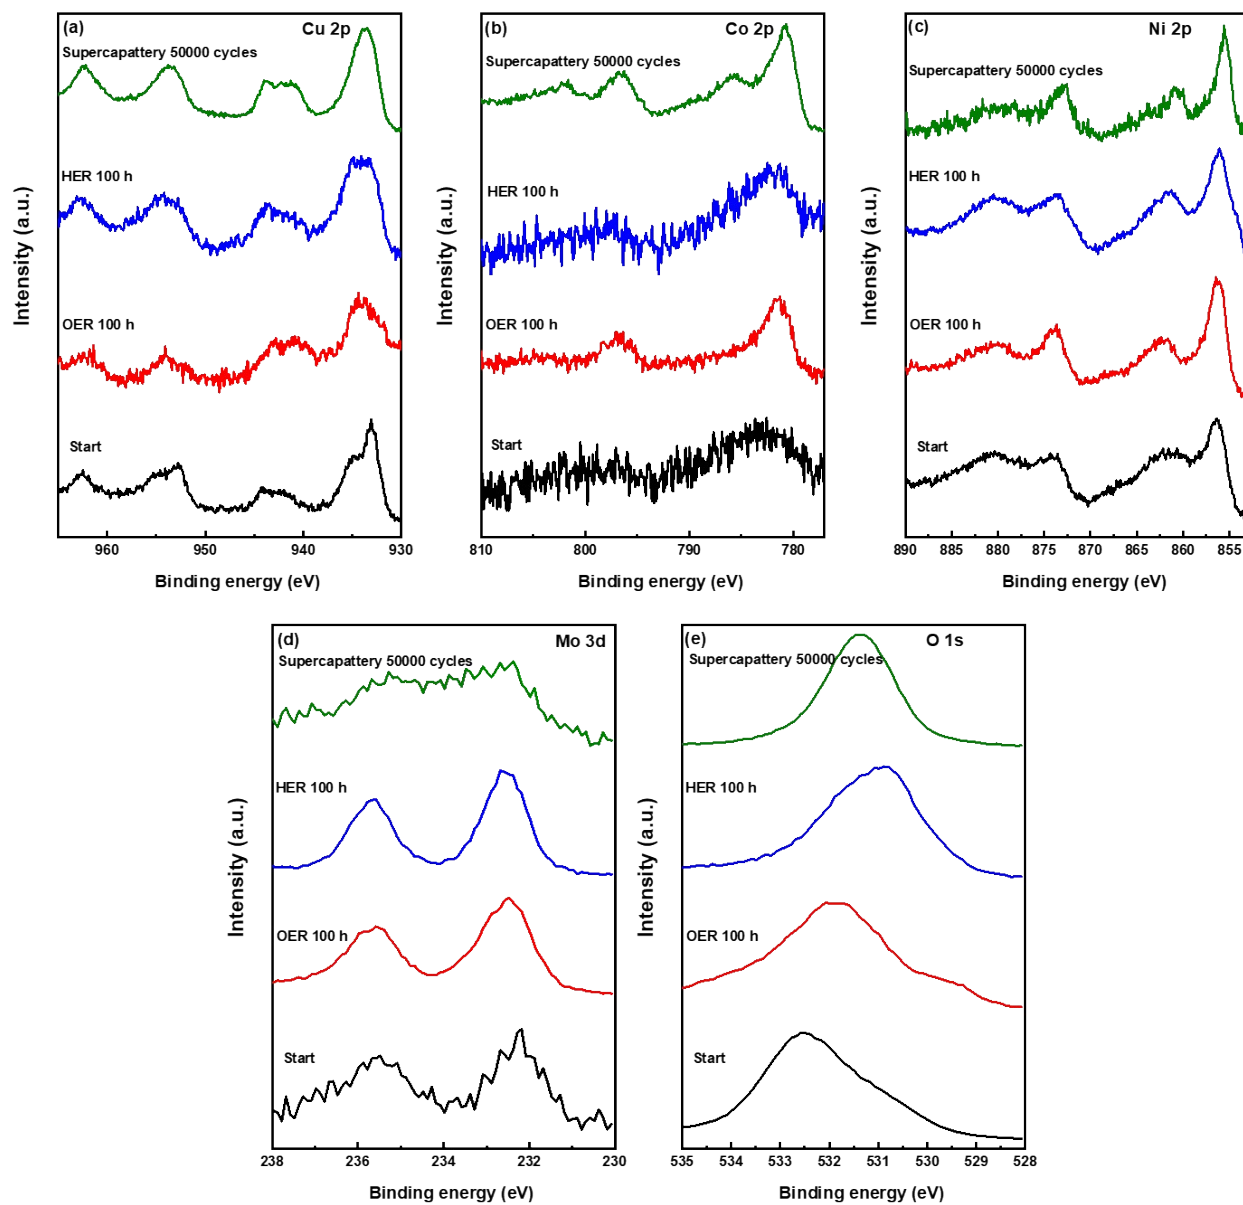 (a) Cu 2p
Supercapattery 50000 cycles
HER 100 h
OER 100 h
Start
Intensity (a.u.)
960 950 940 930
Binding energy (eV)
(b) Co 2p
Supercapattery 50000 cycles
HER 100 h
OER 100 h
Start
Intensity (a.u.)
810 800 790 780
Binding energy (eV)
(c) Ni 2p
Supercapattery 50000 cycles
HER 100 h
OER 100 h
Start
Intensity (a.u.)
890 885 880 875 870 865 860 855
Binding energy (eV)
(d) Mo 3d
Supercapattery 50000 cycles
HER 100 h
OER 100 h
Start
Intensity (a.u.)
238 236 234 232 230
Binding energy (eV)
(e) O 1s
Supercapattery 50000 cycles
HER 100 h
OER 100 h
Start
Intensity (a.u.)
535 534 533 532 531 530 529 528
Binding energy (eV)